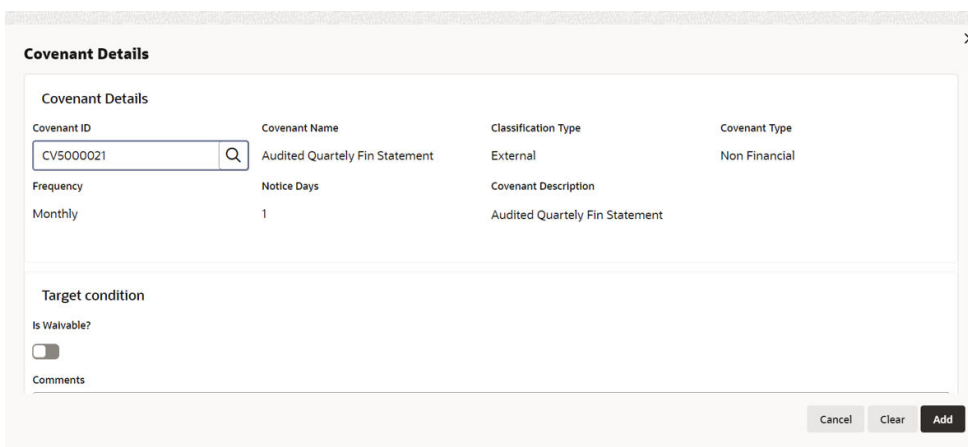 Covenant Details
Covenant Details
Covenant ID Covenant Name Classification Type Covenant Type
CV5000021 Audited Quartely Fin Statement External Non Financial
Frequency Notice Days Covenant Description
Monthly 1 Audited Quartely Fin Statement
Target condition
Is Waivable?
Comments
Cancel Clear Add